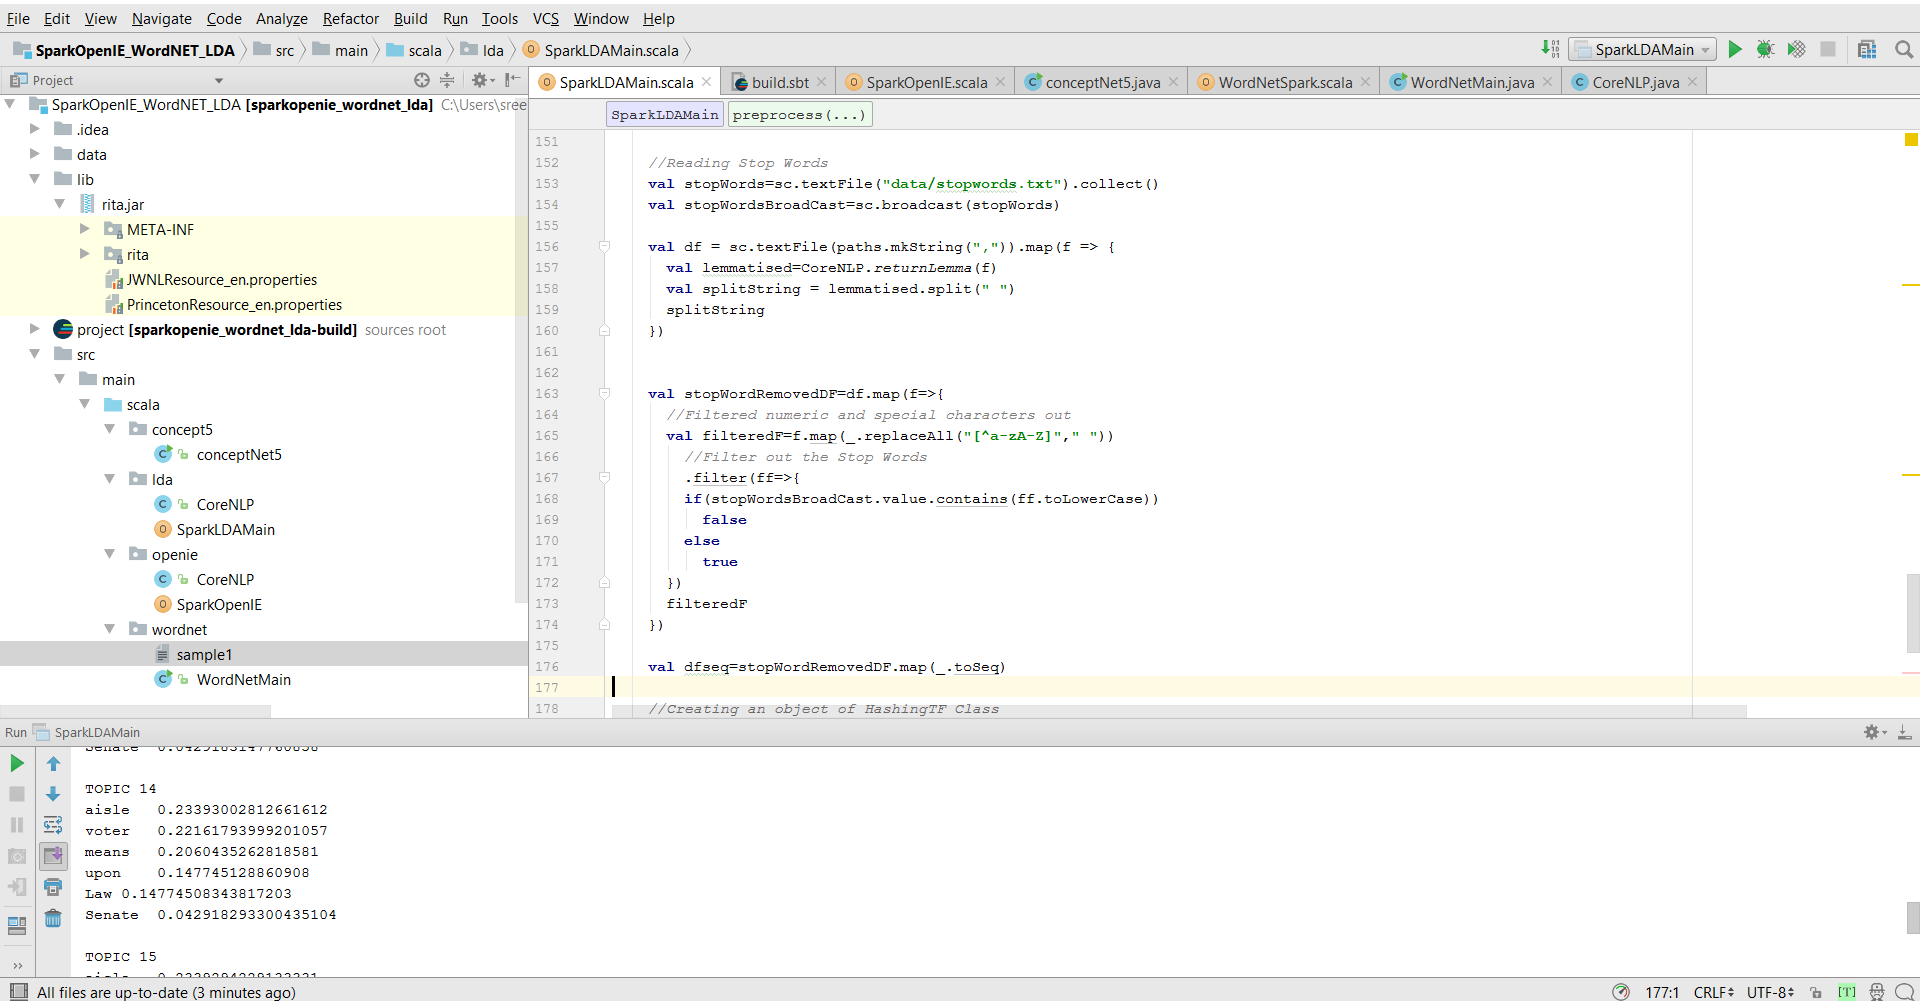 File Edit View Navigate Code Analyze Refactor Build Run Tools VCS Window Help
SparkOpenIE_WordNET_LDA src main scala lda SparkLDAMain.scala SparkLDAMain
Project
SparkLDAMain.scala build.sbt SparkOpenIE.scala conceptNet5.java WordNetSpark.scala WordNetMain.java CoreNLP.java
SparkOpenIE_WordNET_LDA [sparkopenie_wordnet_lda] C:\Users\sree
.idea
data
lib
rita.jar
META-INF
rita
JWNLResource_en.properties
PrincetonResource_en.properties
project [sparkopenie_wordnet_lda-build] sources root
src
main
scala
concept5
conceptNet5
lda
CoreNLP
SparkLDAMain
openie
CoreNLP
SparkOpenIE
wordnet
sample1
WordNetMain
SparkLDAMain preprocess(...)
151
152 //Reading Stop Words
153 val stopWords=sc.textFile("data/stopwords.txt").collect()
154 val stopWordsBroadCast=sc.broadcast(stopWords)
155
156 val df = sc.textFile(paths.mkString(",")).map(f => {
157 val lemmatised=CoreNLP.returnLemma(f)
158 val splitString = lemmatised.split(" ")
159 splitString
160 })
161
162
163 val stopWordRemovedDF=df.map(f=>{
164 //Filtered numeric and special characters out
165 val filteredF=f.map(_.replaceAll("[^a-zA-Z]"," "))
166 //Filter out the Stop Words
167 .filter(ff=>{
168 if(stopWordsBroadCast.value.contains(ff.toLowerCase))
169 false
170 else
171 true
172 })
173 filteredF
174 })
175
176 val dfseq=stopWordRemovedDF.map(_.toSeq)
177
178 //Creating an object of HashingTF Class
Run SparkLDAMain
Senate 0.0429183147760858
TOPIC 14
aisle 0.23393002812661612
voter 0.22161793999201057
means 0.2060435262818581
upon 0.147745128860908
Law 0.14774508343817203
Senate 0.042918293300435104
TOPIC 15
All files are up-to-date (3 minutes ago) 177:1 CRLF UTF-8 [T]